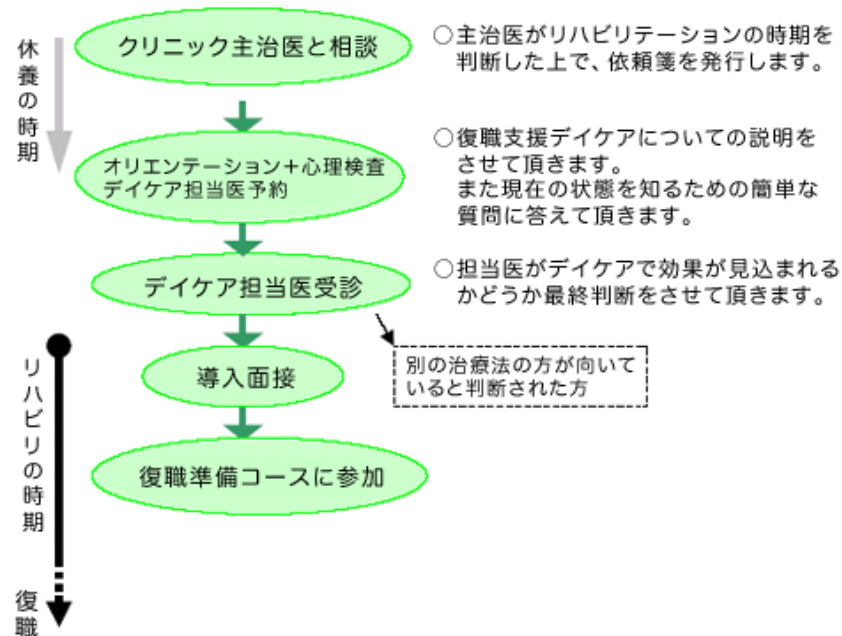 休養の時期
クリニック主治医と相談
○主治医がリハビリテーションの時期を
判断した上で、依頼箋を発行します。
オリエンテーション+心理検査
デイケア担当医予約
○復職支援デイケアについての説明を
させて頂きます。
また現在の状態を知るための簡単な
質問に答えて頂きます。
デイケア担当医受診
○担当医がデイケアで効果が見込まれる
かどうか最終判断をさせて頂きます。
別の治療法の方が向いて
いると判断された方
リハビリの時期
導入面接
復職準備コースに参加
復職